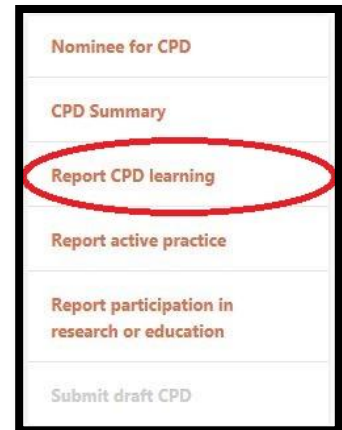 Nominee for CPD
CPD Summary
Report CPD learning
Report active practice
Report participation in
research or education
Submit draft CPD